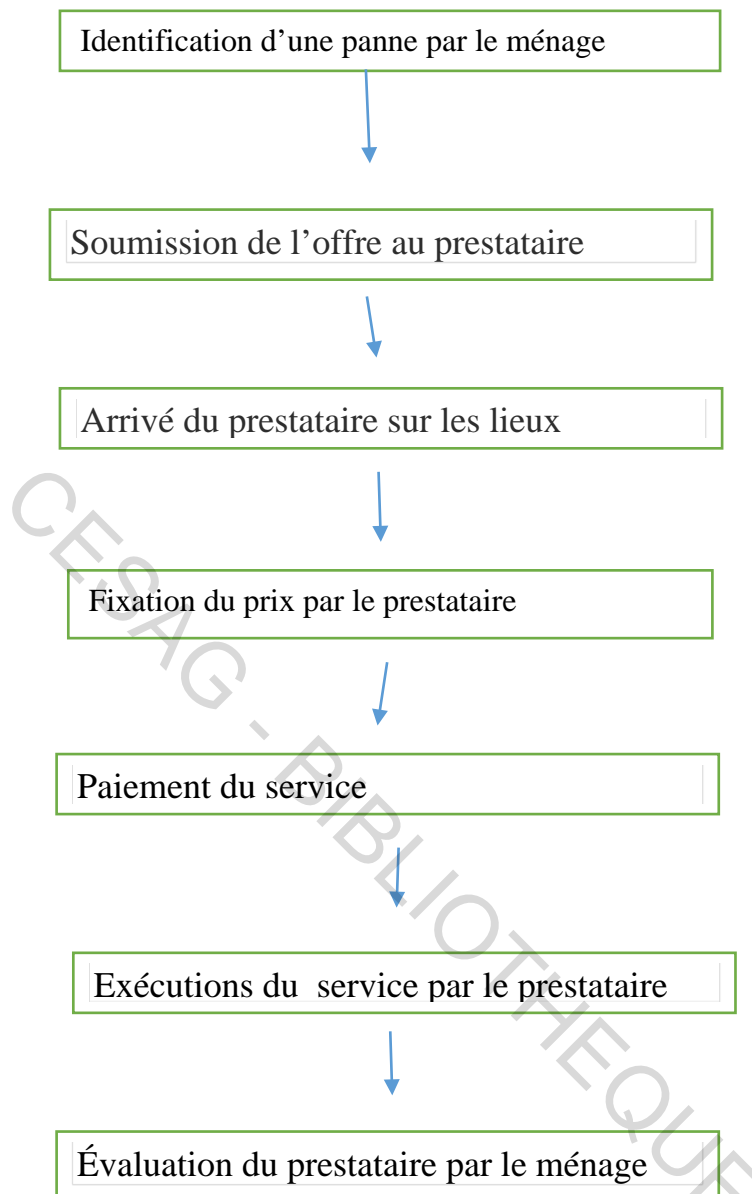 Identification d’une panne par le ménage
Soumission de l’offre au prestataire
Arrivé du prestataire sur les lieux
Fixation du prix par le prestataire
Paiement du service
Exécutions du  service par le prestataire
Évaluation du prestataire par le ménage
CESAG - BIBLIOTHEQUE